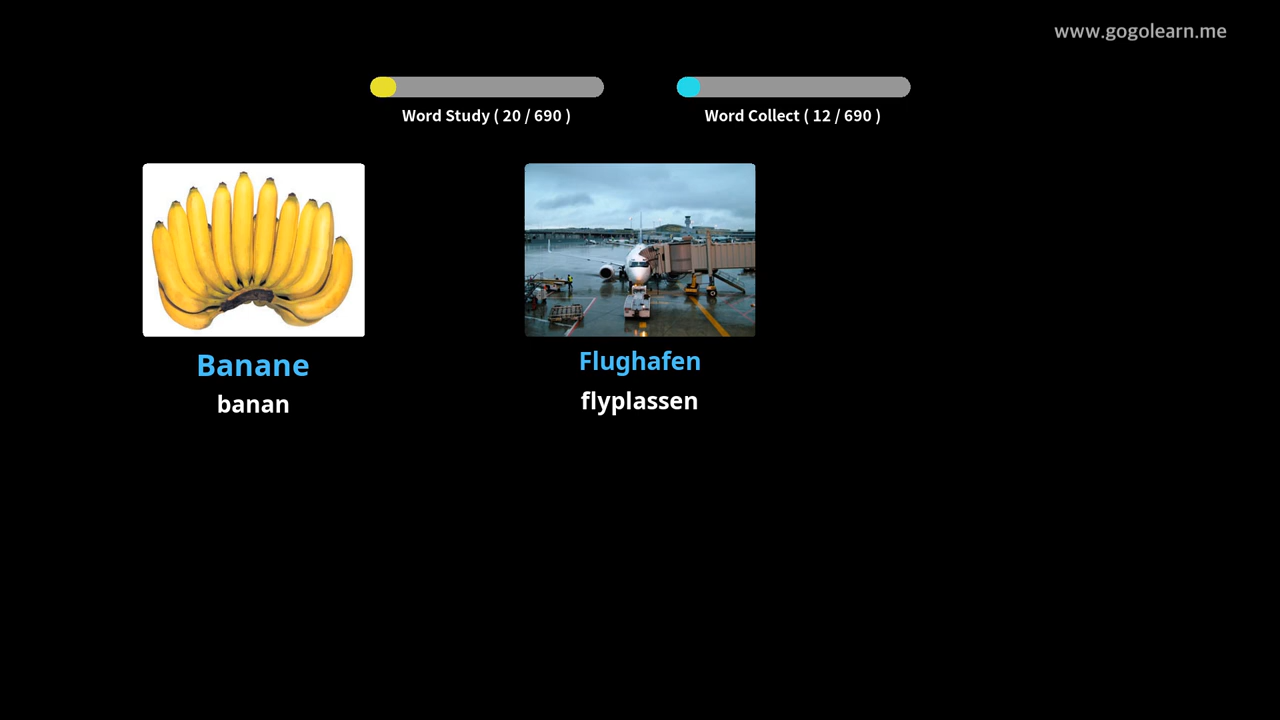 www.gogolearn.me
Word Study ( 20 / 690 )
Word Collect ( 12 / 690 )
Banane
banan
Flughafen
flyplassen